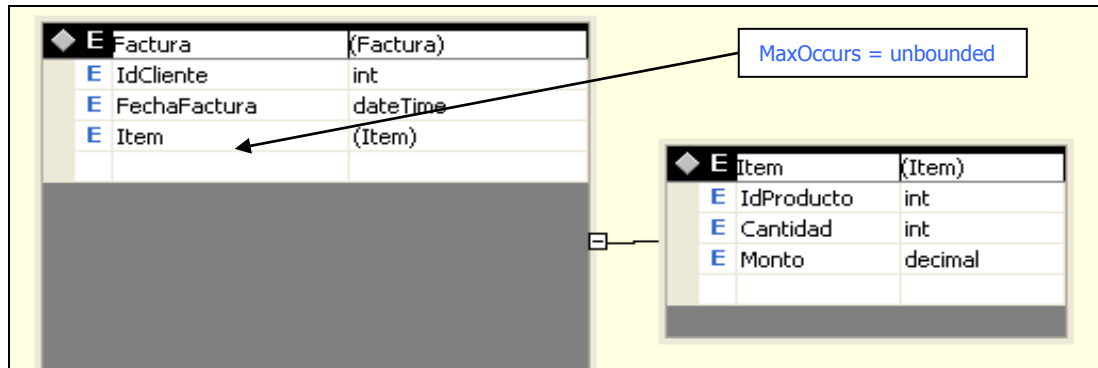 E Factura (Factura)
E IdCliente int
E FechaFactura dateTime
E Item (Item)
MaxOccurs = unbounded
E Item (Item)
E IdProducto int
E Cantidad int
E Monto decimal